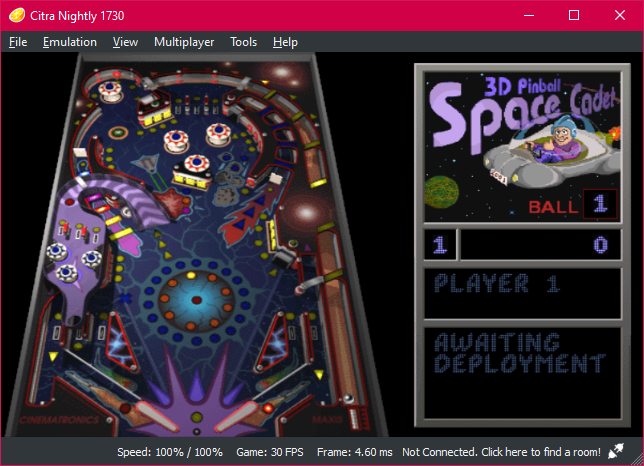 Citra Nightly 1730
File Emulation View Multiplayer Tools Help
3D Pinball
Space Cadet
BALL 1
1 0
PLAYER 1
AWAITING
DEPLOYMENT
CINEMATRONICS MAXIS
Speed: 100% / 100% Game: 30 FPS Frame: 4.60 ms Not Connected. Click here to find a room!